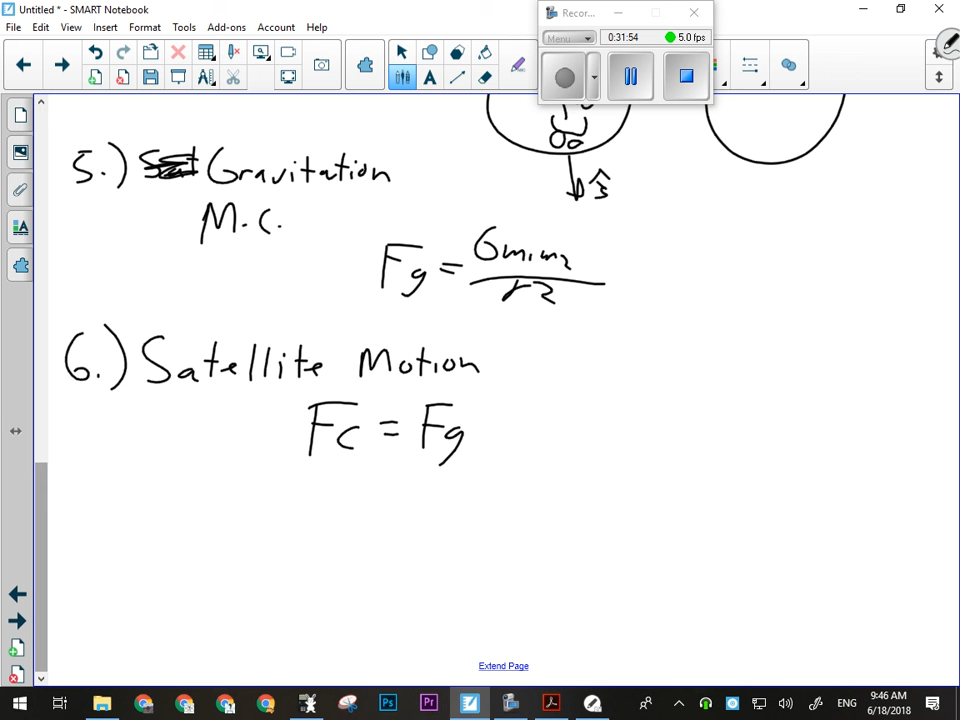 Untitled * - SMART Notebook
File Edit View Insert Format Tools Add-ons Account Help
Recor...
Menu
0:31:54
5.0 fps
5.) Gravitation
M.C.
Fg = Gm1m2
r2
6.) Satellite Motion
Fc = Fg
Extend Page
ENG
9:46 AM
6/18/2018